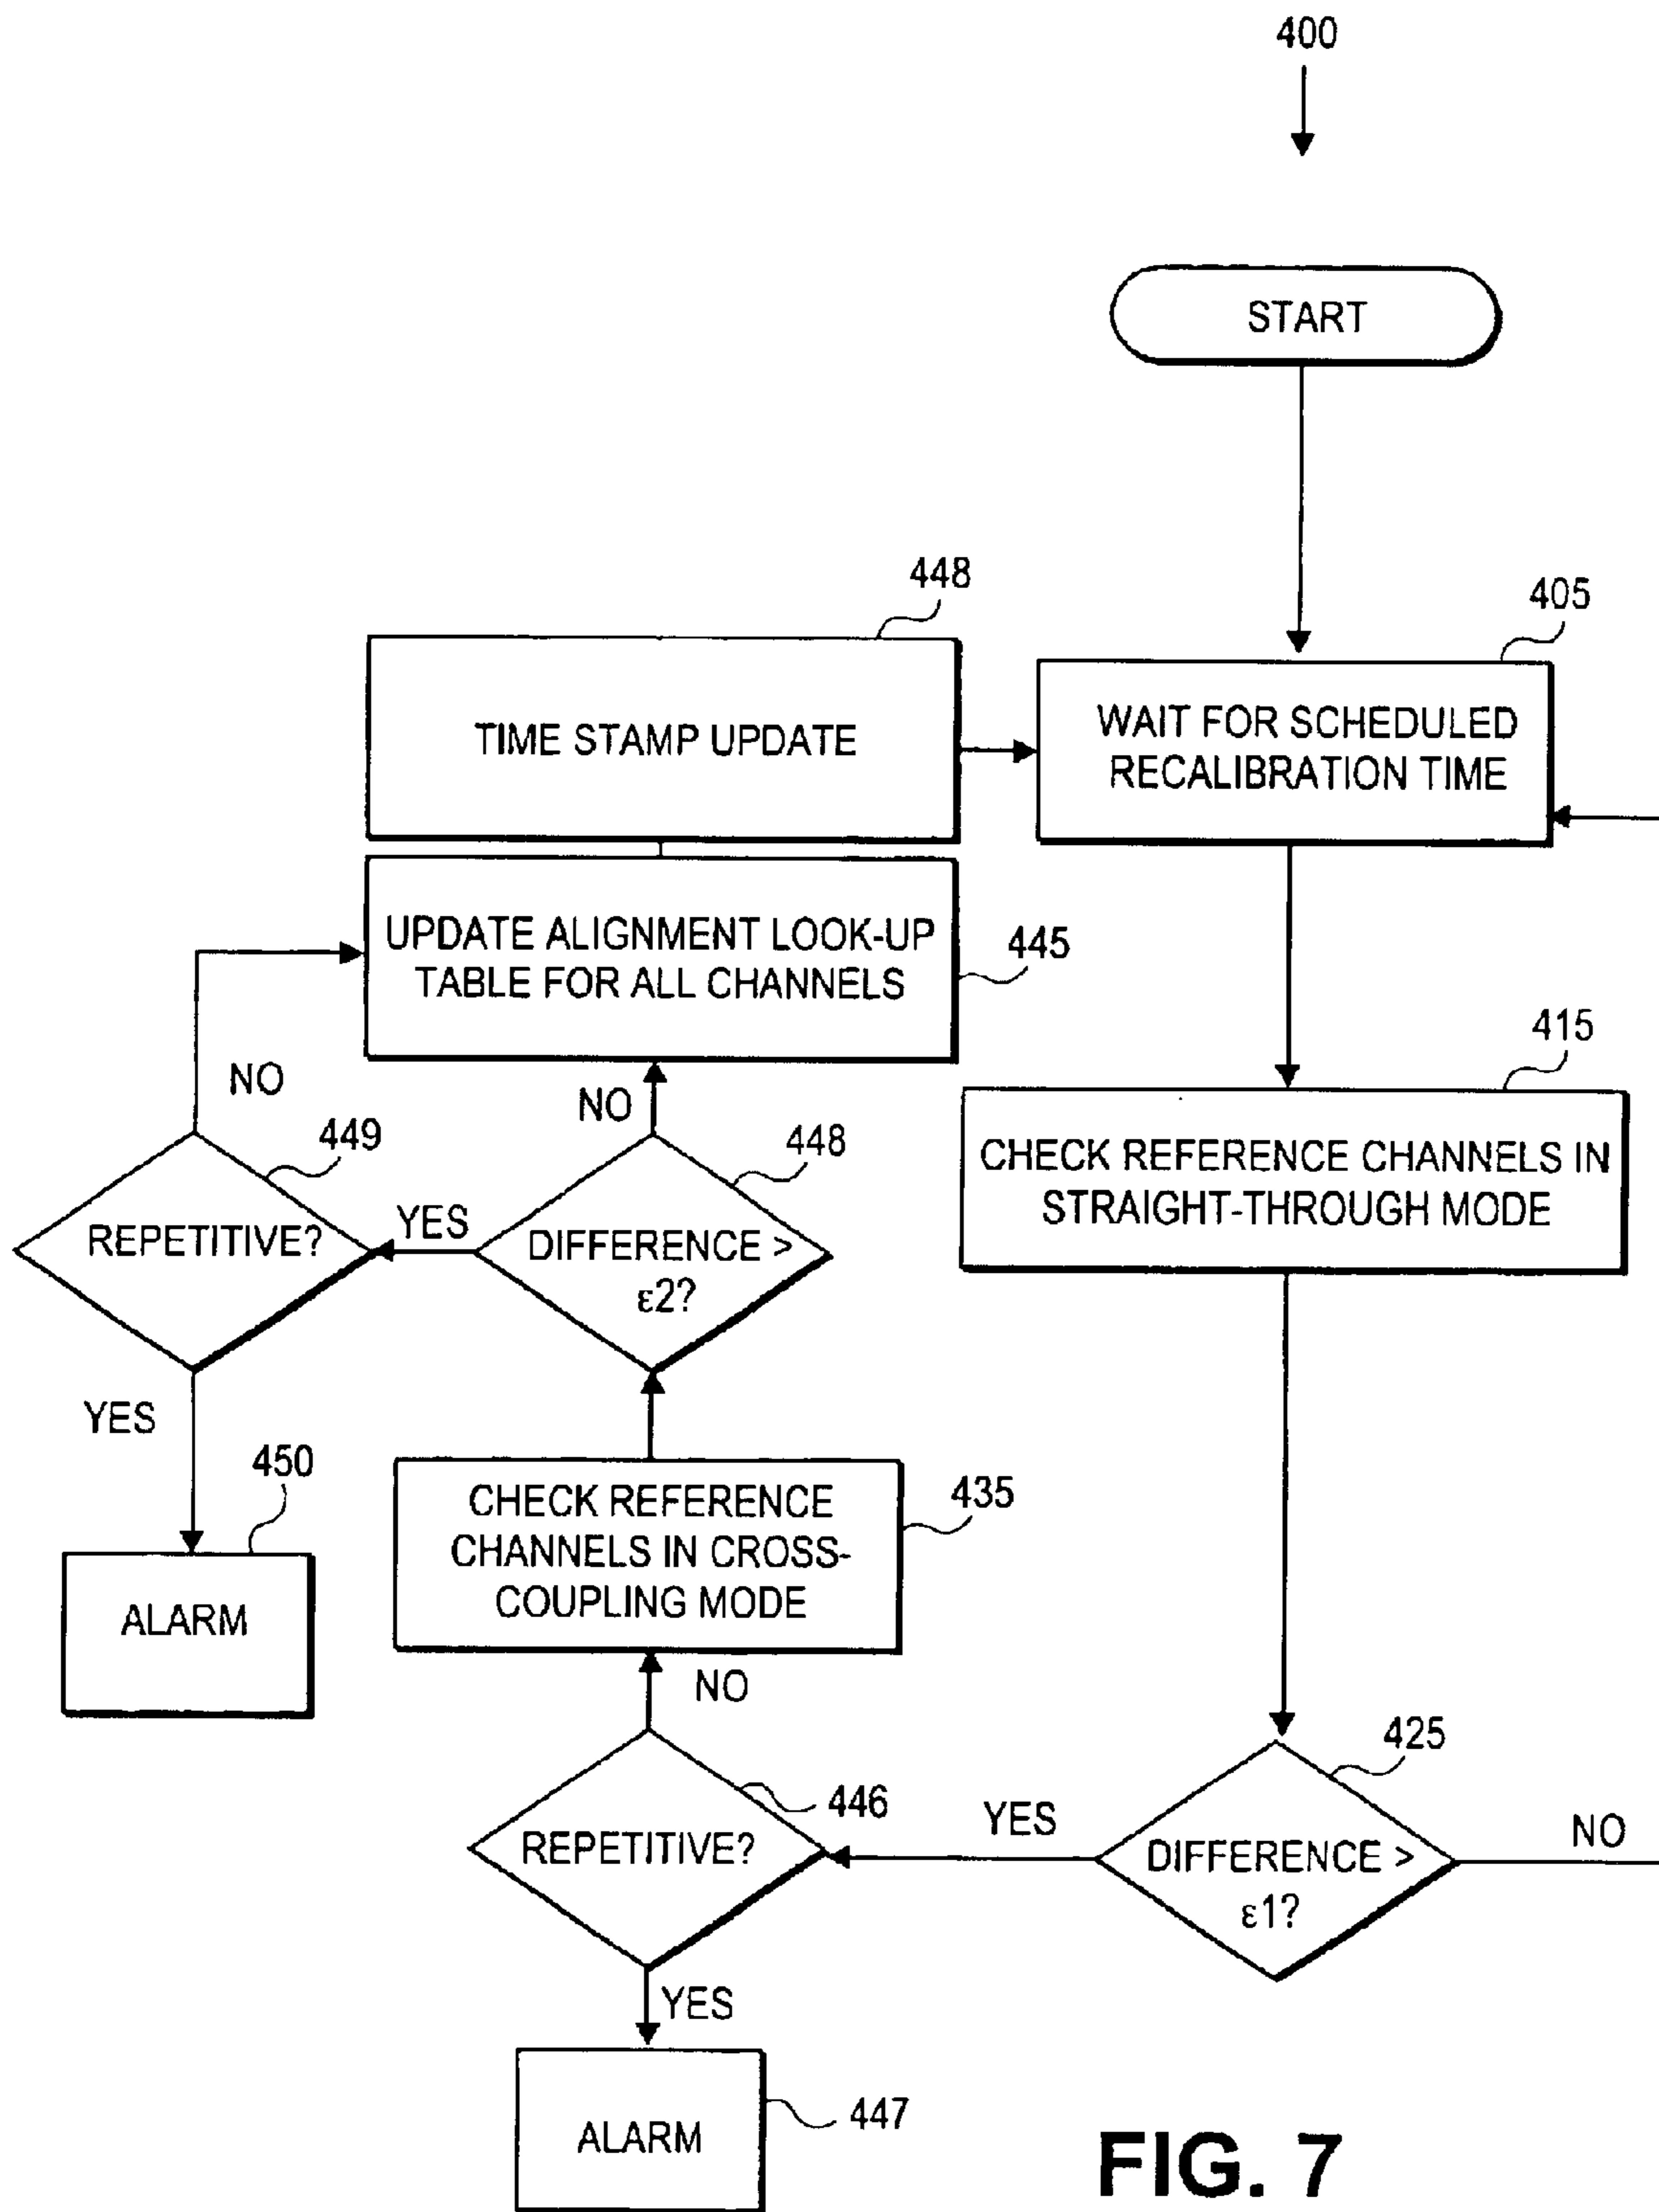 400
START
448
405
TIME STAMP UPDATE
WAIT FOR SCHEDULED
RECALIBRATION TIME
UPDATE ALIGNMENT LOOK-UP
TABLE FOR ALL CHANNELS
445
415
CHECK REFERENCE CHANNELS IN
STRAIGHT-THROUGH MODE
NO
NO
449
448
REPETITIVE?
YES
DIFFERENCE >
ε2?
YES
450
ALARM
CHECK REFERENCE
CHANNELS IN CROSS-
COUPLING MODE
435
NO
446
REPETITIVE?
YES
425
DIFFERENCE >
ε1?
NO
YES
ALARM
447
FIG. 7